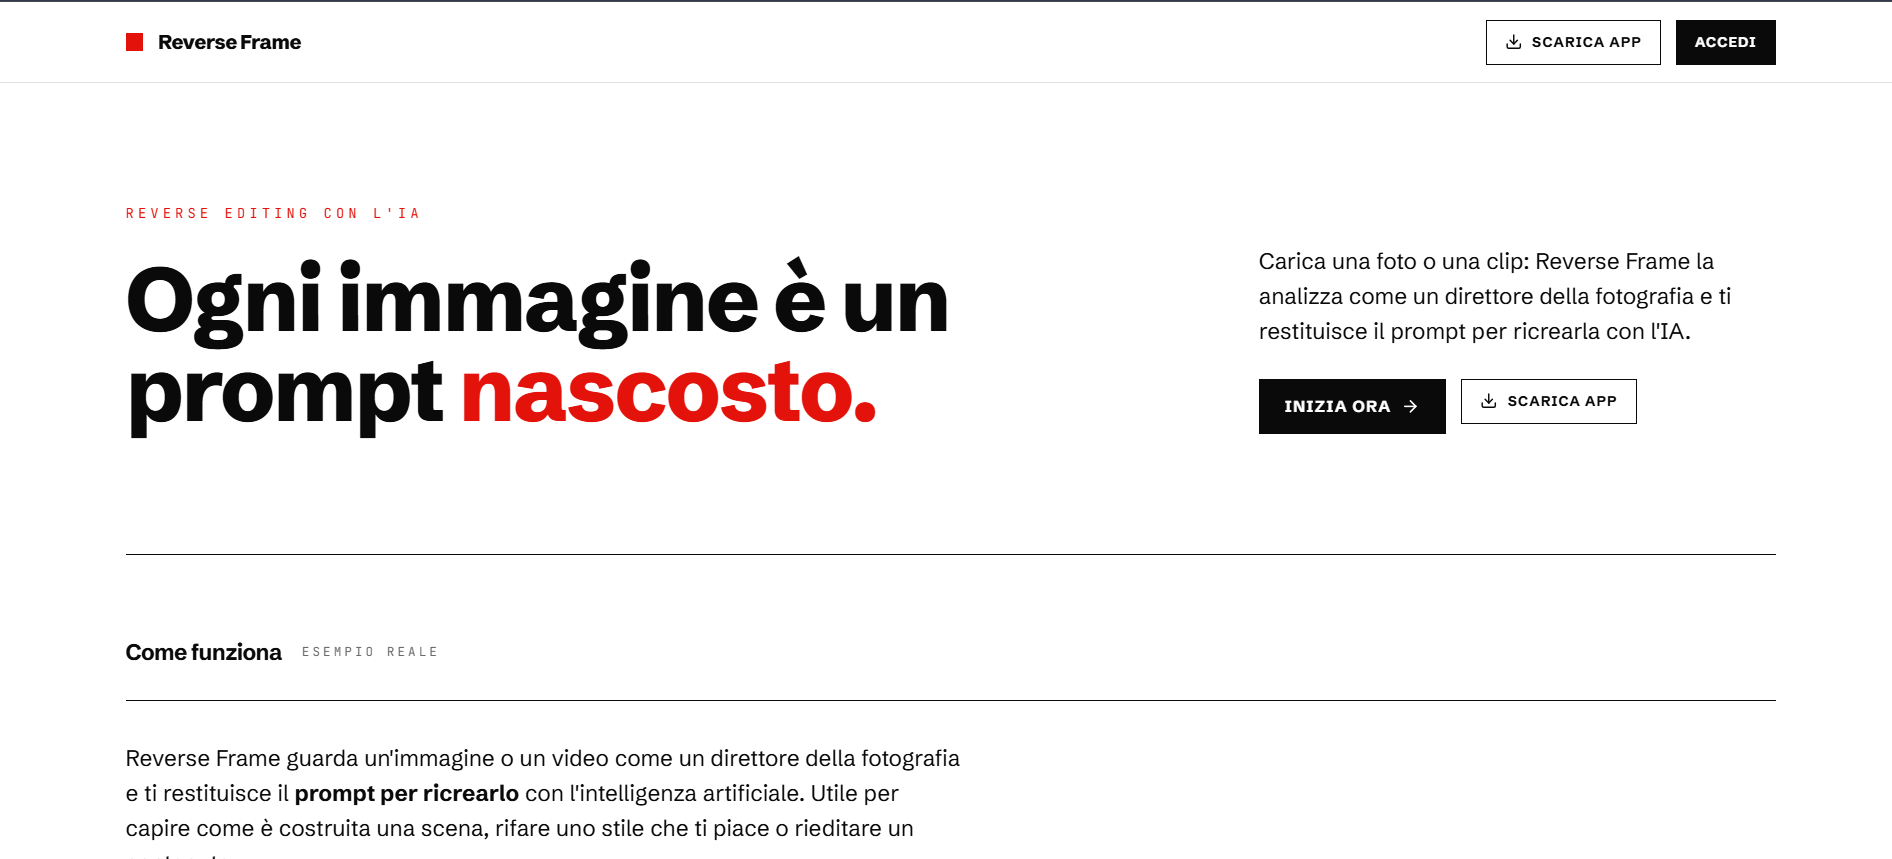 Reverse Frame
SCARICA APP
ACCEDI
REVERSE EDITING CON L'IA
Ogni immagine è un
prompt nascosto.
Carica una foto o una clip: Reverse Frame la
analizza come un direttore della fotografia e ti
restituisce il prompt per ricrearla con l'IA.
INIZIA ORA →
SCARICA APP
Come funziona
ESEMPIO REALE
Reverse Frame guarda un'immagine o un video come un direttore della fotografia
e ti restituisce il prompt per ricrearlo con l'intelligenza artificiale. Utile per
capire come è costruita una scena, rifare uno stile che ti piace o rieditare un